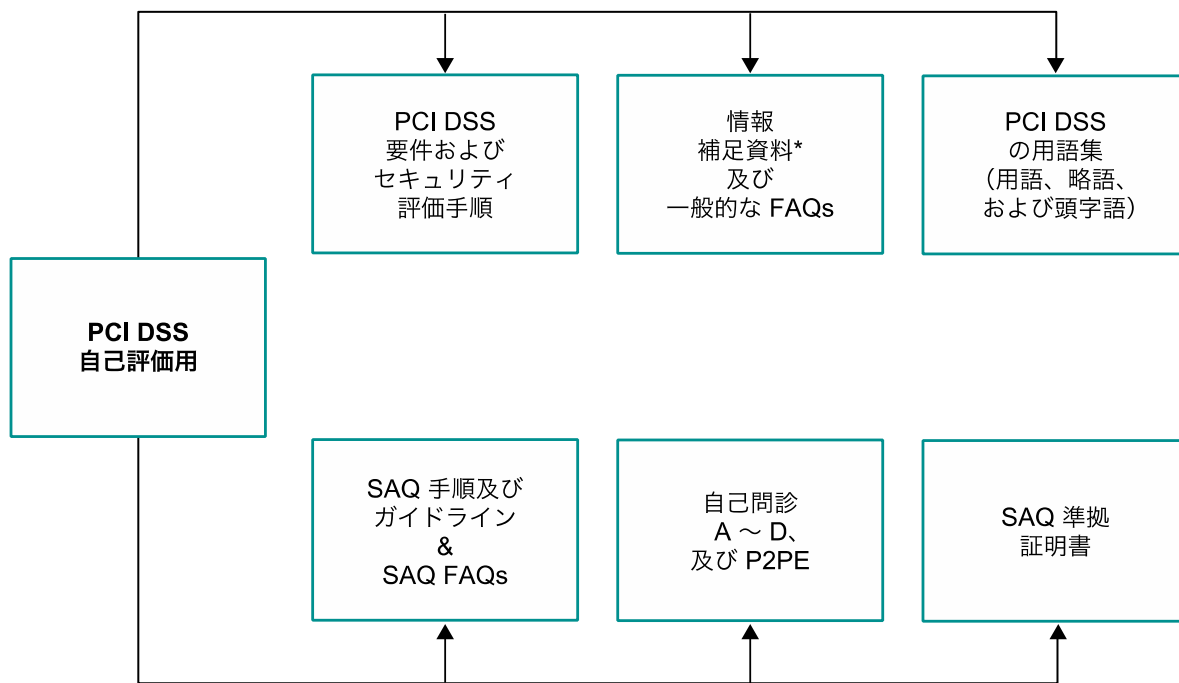 PCI DSS
要件および
セキュリティ
評価手順
情報
補足資料*
及び
一般的な FAQs
PCI DSS
の用語集
（用語、略語、
および頭字語）
PCI DSS
自己評価用
SAQ 手順及び
ガイドライン
&
SAQ FAQs
自己問診
A ～ D、
及び P2PE
SAQ 準拠
証明書